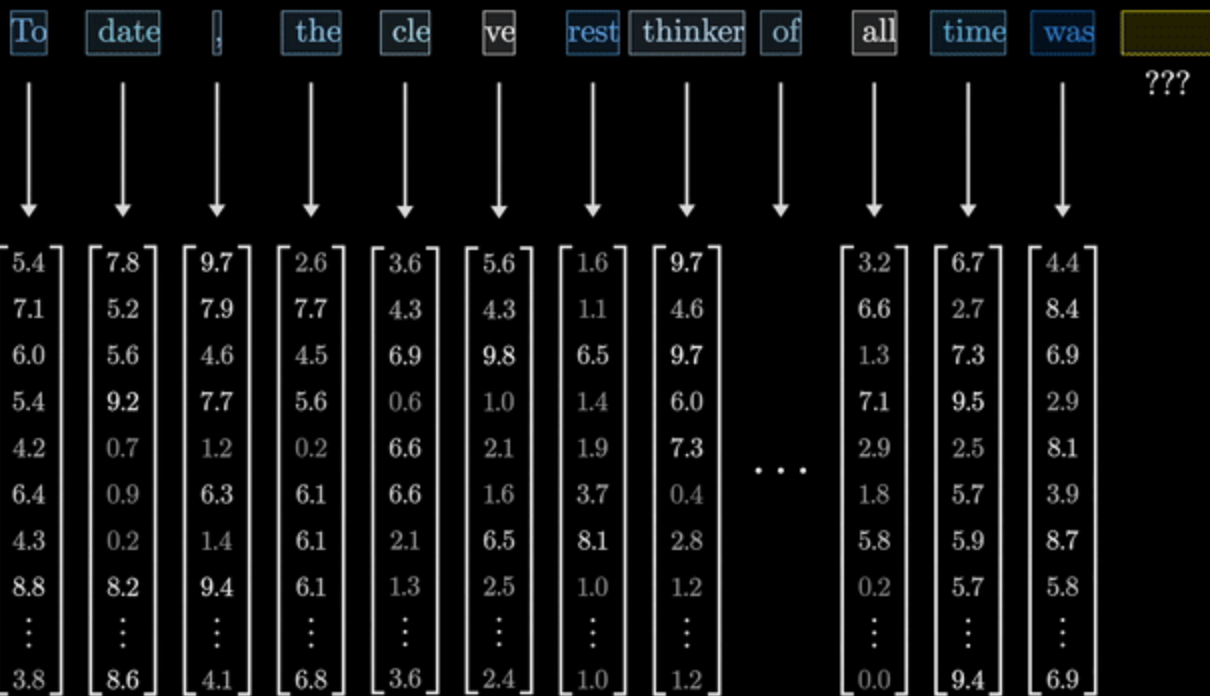 To date , the cle ve rest thinker of all time was
???
5.4 7.8 9.7 2.6 3.6 5.6 1.6 9.7 3.2 6.7 4.4
7.1 5.2 7.9 7.7 4.3 4.3 1.1 4.6 6.6 2.7 8.4
6.0 5.6 4.6 4.5 6.9 9.8 6.5 9.7 1.3 7.3 6.9
5.4 9.2 7.7 5.6 0.6 1.0 1.4 6.0 7.1 9.5 2.9
4.2 0.7 1.2 0.2 6.6 2.1 1.9 7.3 ... 2.9 2.5 8.1
6.4 0.9 6.3 6.1 6.6 1.6 3.7 0.4 1.8 5.7 3.9
4.3 0.2 1.4 6.1 2.1 6.5 8.1 2.8 5.8 5.9 8.7
8.8 8.2 9.4 6.1 1.3 2.5 1.0 1.2 0.2 5.7 5.8
⋮ ⋮ ⋮ ⋮ ⋮ ⋮ ⋮ ⋮ ⋮ ⋮ ⋮
3.8 8.6 4.1 6.8 3.6 2.4 1.0 1.2 0.0 9.4 6.9